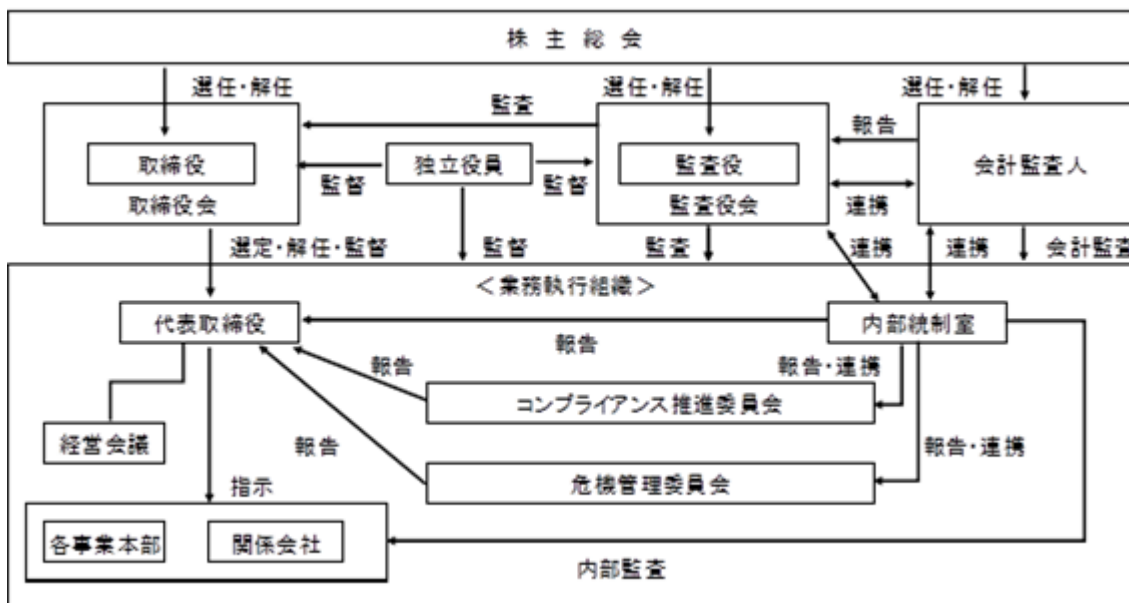 株主総会
選任・解任
選任・解任
選任・解任
監査
報告
取締役
独立役員
監査役
会計監査人
監督
監督
取締役会
監査役会
連携
選定・解任・監督
監督
監査
連携
連携
会計監査
＜業務執行組織＞
代表取締役
内部統制室
報告
報告
報告・連携
コンプライアンス推進委員会
経営会議
報告
報告・連携
危機管理委員会
指示
各事業本部
関係会社
内部監査